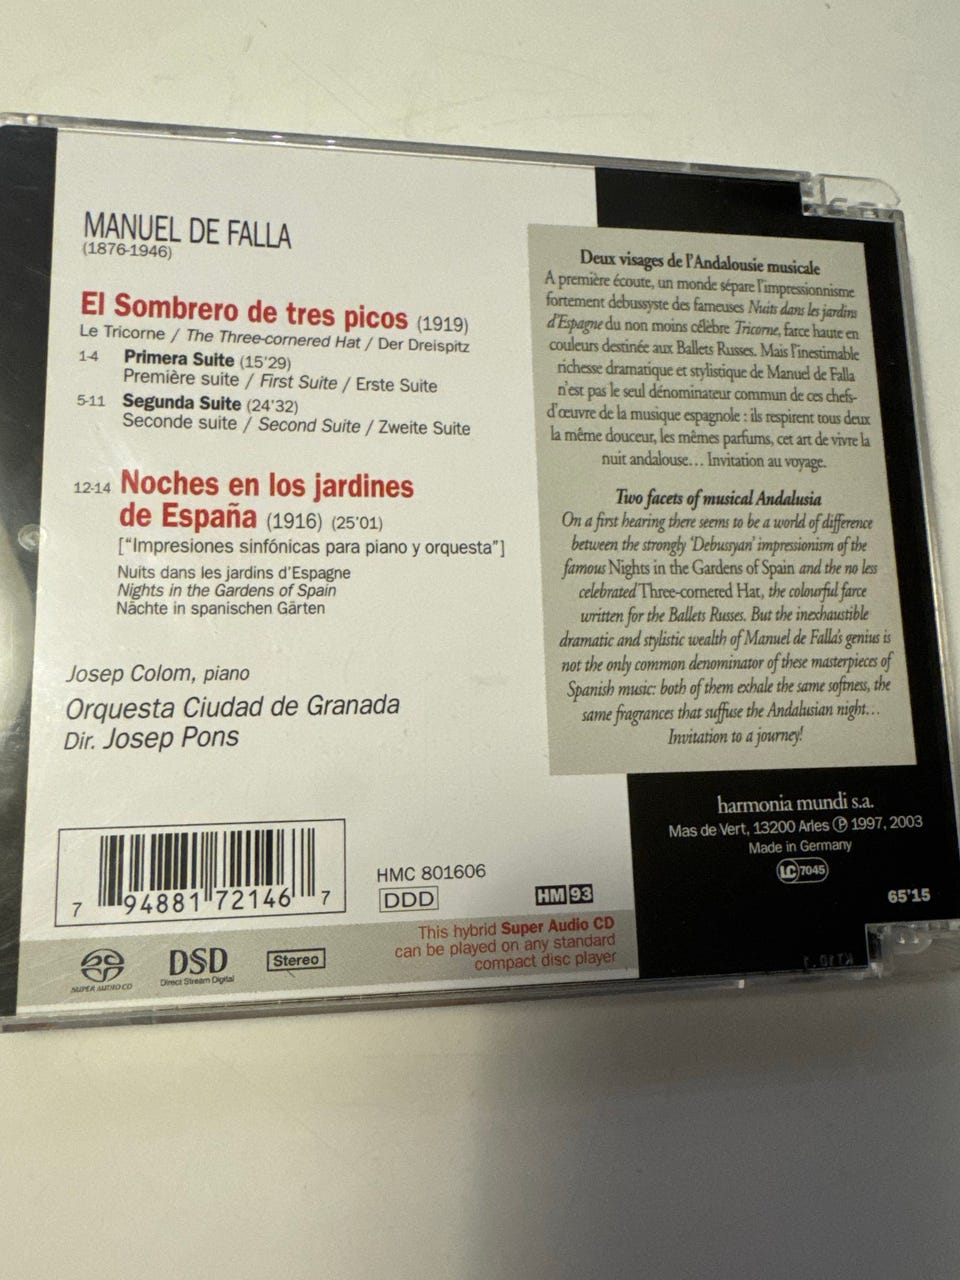 MANUEL DE FALLA
(1876-1946)
El Sombrero de tres picos (1919)
Le Tricorne / The Three-cornered Hat / Der Dreispitz
1-4 Primera Suite (15'29)
Première suite / First Suite / Erste Suite
5-11 Segunda Suite (24'32)
Seconde suite / Second Suite / Zweite Suite
12-14 Noches en los jardines
de España (1916) (25'01)
["Impresiones sinfónicas para piano y orquesta"]
Nuits dans les jardins d'Espagne
Nights in the Gardens of Spain
Nächte in spanischen Gärten
Josep Colom, piano
Orquesta Ciudad de Granada
Dir. Josep Pons
Deux visages de l'Andalousie musicale
A première écoute, un monde sépare l'impressionnisme
fortement debussyste des fameuses Nuits dans les jardins
d'Espagne du non moins célèbre Tricorne, farce haute en
couleurs destinée aux Ballets Russes. Mais l'inestimable
richesse dramatique et stylistique de Manuel de Falla
n'est pas le seul dénominateur commun de ces chefs-
d'œuvre de la musique espagnole : ils respirent tous deux
la même douceur, les mêmes parfums, cet art de vivre la
nuit andalouse... Invitation au voyage.
Two facets of musical Andalusia
On a first hearing there seems to be a world of difference
between the strongly 'Debussyan' impressionism of the
famous Nights in the Gardens of Spain and the no less
celebrated Three-cornered Hat, the colourful farce
written for the Ballets Russes. But the inexhaustible
dramatic and stylistic wealth of Manuel de Falla's genius is
not the only common denominator of these masterpieces of
Spanish music: both of them exhale the same softness, the
same fragrances that suffuse the Andalusian night...
Invitation to a journey!
harmonia mundi s.a.
Mas de Vert, 13200 Arles ℗ 1997, 2003
Made in Germany
LC 7045
65'15
7 94881 72146 7
HMC 801606
DDD
HM 93
This hybrid Super Audio CD
can be played on any standard
compact disc player
SUPER AUDIO CD
DSD
Direct Stream Digital
Stereo